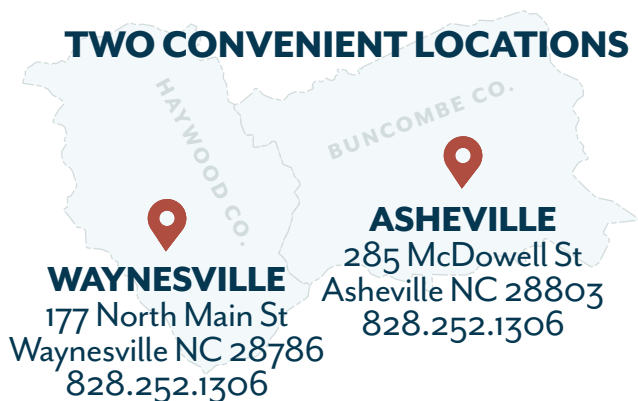 TWO CONVENIENT LOCATIONS
HAYWOOD CO.
BUNCOMBE CO.
WAYNESVILLE
177 North Main St
Waynesville NC 28786
828.252.1306
ASHEVILLE
285 McDowell St
Asheville NC 28803
828.252.1306